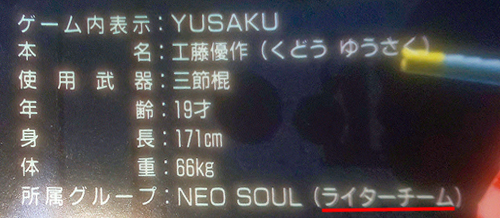 ゲーム内表示：YUSAKU
本名：工藤優作（くどう ゆうさく）
使用武器：三節棍
年齢：19才
身長：171cm
体重：66kg
所属グループ：NEO SOUL（ライターチーム）